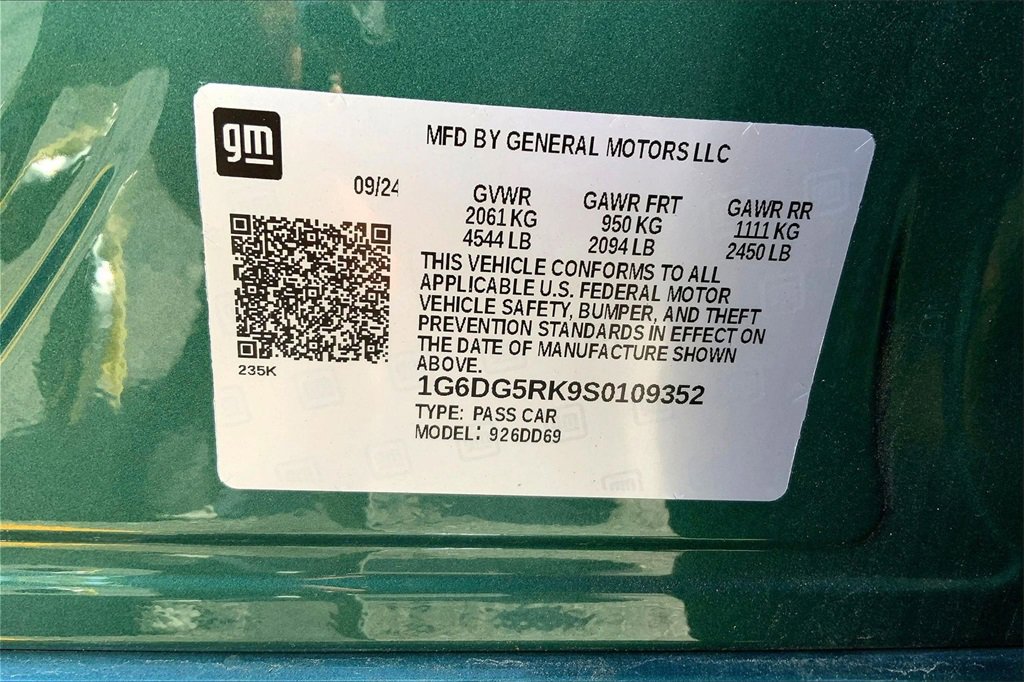 gm
MFD BY GENERAL MOTORS LLC
09/24
GVWR GAWR FRT GAWR RR
2061 KG 950 KG 1111 KG
4544 LB 2094 LB 2450 LB
THIS VEHICLE CONFORMS TO ALL
APPLICABLE U.S. FEDERAL MOTOR
VEHICLE SAFETY, BUMPER, AND THEFT
PREVENTION STANDARDS IN EFFECT ON
THE DATE OF MANUFACTURE SHOWN
ABOVE.
235K
1G6DG5RK9S0109352
TYPE: PASS CAR
MODEL: 926DD69